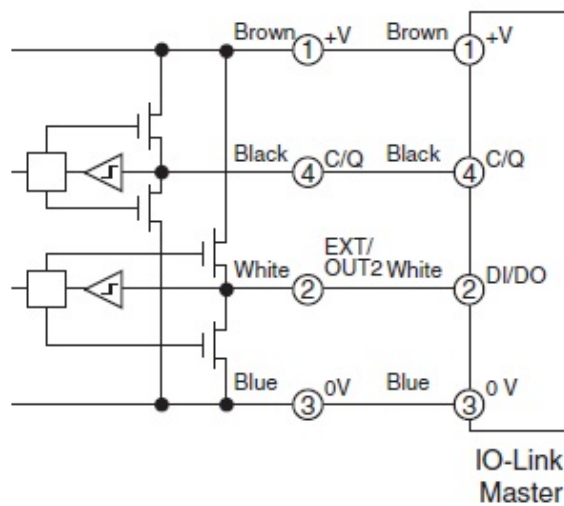 Brown 1 +V Brown 1 +V
Black 4 C/Q Black 4 C/Q
EXT/
White 2 OUT2 White 2 DI/DO
Blue 3 0V Blue 3 0 V
IO-Link
Master